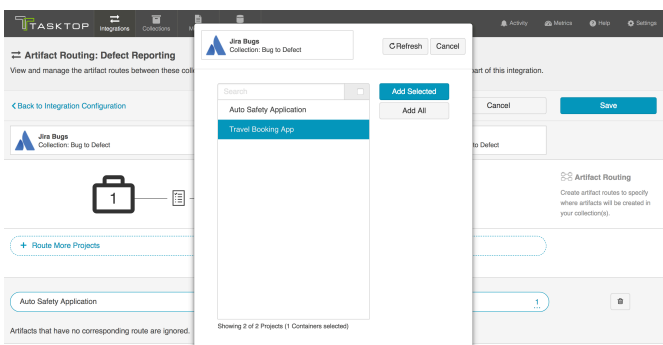 TASKTOP
Integrations
Collections
M
Activity
Metrics
Help
Settings
Artifact Routing: Defect Reporting
View and manage the artifact routes between these coll
art of this integration.
Back to Integration Configuration
Cancel
Save
Jira Bugs
Collection: Bug to Defect
to Defect
1
Artifact Routing
Create artifact routes to specify
where artifacts will be created in
your collection(s).
+ Route More Projects
Auto Safety Application
1
Artifacts that have no corresponding route are ignored.
Jira Bugs
Collection: Bug to Defect
Refresh
Cancel
Search
Add Selected
Auto Safety Application
Add All
Travel Booking App
Showing 2 of 2 Projects (1 Containers selected)